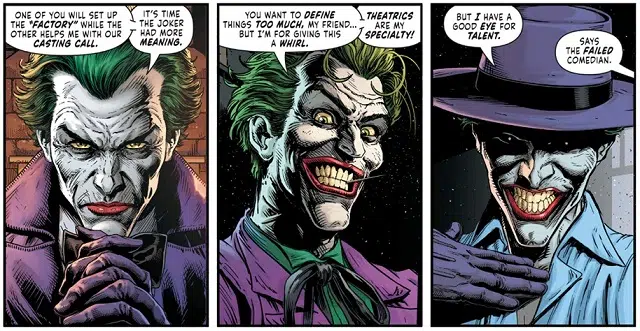 ONE OF YOU WILL SET UP
THE "FACTORY" WHILE THE
OTHER HELPS ME WITH OUR
CASTING CALL.
IT'S TIME
THE JOKER
HAD MORE
MEANING.
YOU WANT TO DEFINE
THINGS TOO MUCH, MY FRIEND...
BUT I'M FOR GIVING THIS
A WHIRL.
THEATRICS
ARE MY
SPECIALTY!
BUT I HAVE A
GOOD EYE FOR
TALENT.
SAYS
THE FAILED
COMEDIAN.